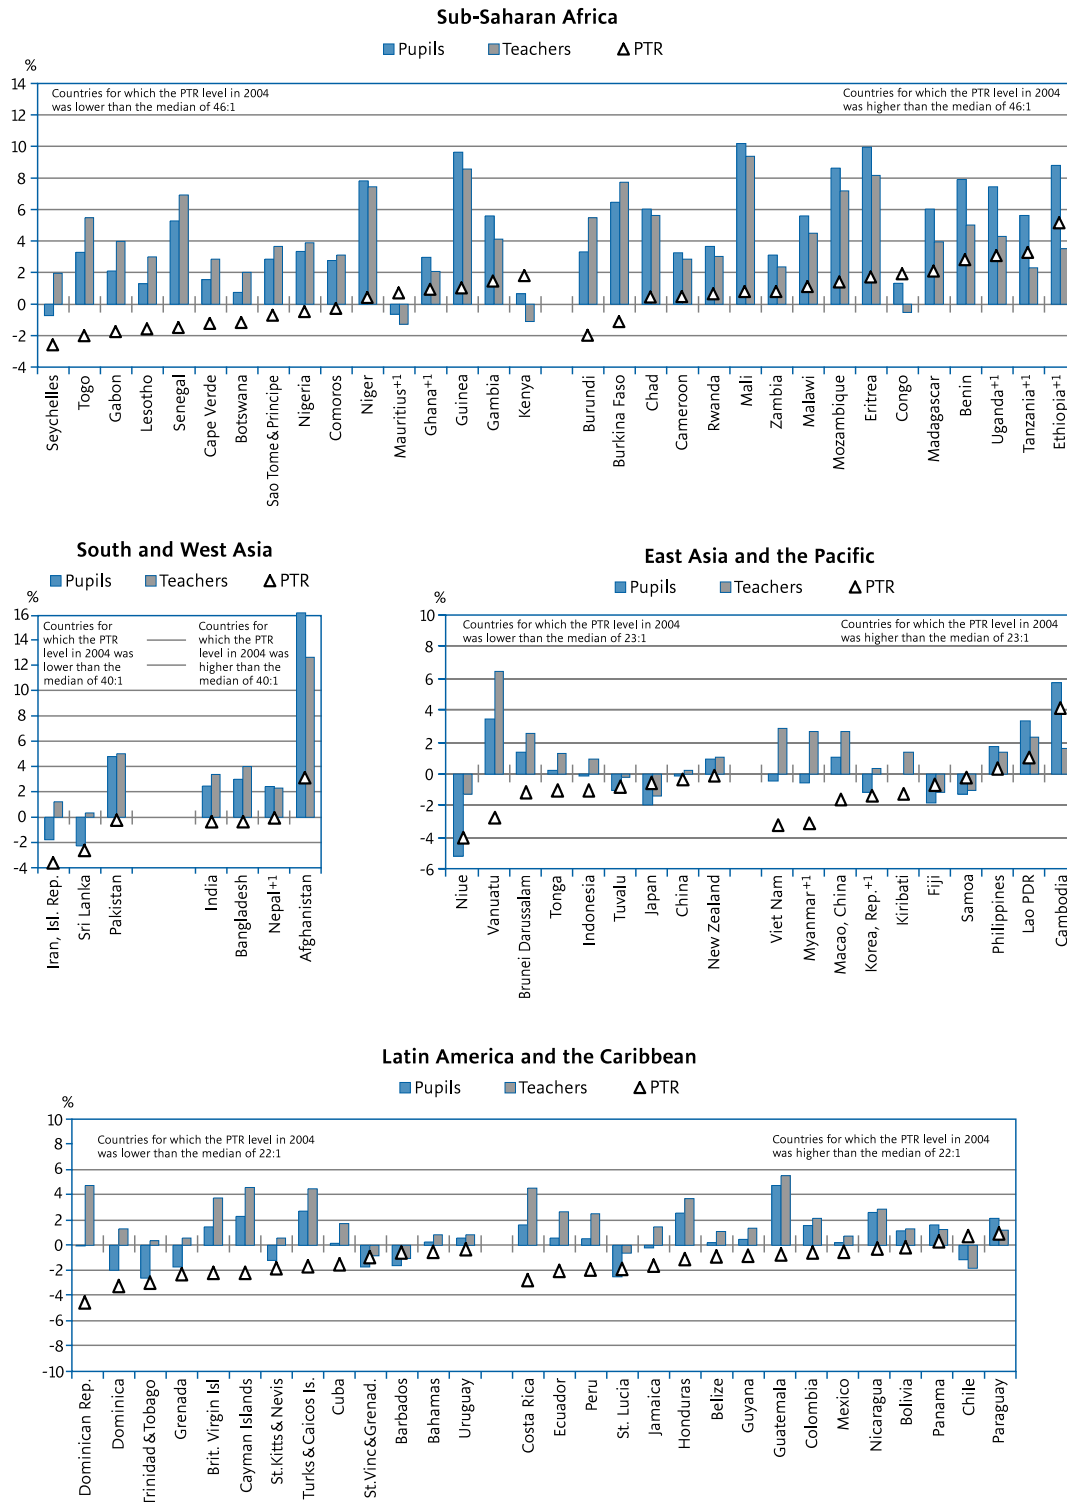 Sub-Saharan Africa
Pupils Teachers PTR
%
Countries for which the PTR level in 2004
was lower than the median of 46:1
Countries for which the PTR level in 2004
was higher than the median of 46:1
14
12
10
8
6
4
2
0
-2
-4
Seychelles
Togo
Gabon
Lesotho
Senegal
Cape Verde
Botswana
Sao Tome & Principe
Nigeria
Comoros
Niger
Mauritius+1
Ghana+1
Guinea
Gambia
Kenya
Burundi
Burkina Faso
Chad
Cameroon
Rwanda
Mali
Zambia
Malawi
Mozambique
Eritrea
Congo
Madagascar
Benin
Uganda+1
Tanzania+1
Ethiopia+1
South and West Asia
Pupils Teachers PTR
%
Countries for
which the PTR
level in 2004 was
lower than the
median of 40:1
Countries for
which the PTR
level in 2004 was
higher than the
median of 40:1
16
14
12
10
8
6
4
2
0
-2
-4
Iran, Isl. Rep.
Sri Lanka
Pakistan
India
Bangladesh
Nepal+1
Afghanistan
East Asia and the Pacific
Pupils Teachers PTR
%
Countries for which the PTR level in 2004
was lower than the median of 23:1
Countries for which the PTR level in 2004
was higher than the median of 23:1
10
8
6
4
2
0
-2
-4
-6
Niue
Vanuatu
Brunei Darussalam
Tonga
Indonesia
Tuvalu
Japan
China
New Zealand
Viet Nam
Myanmar+1
Macao, China
Korea, Rep.+1
Kiribati
Fiji
Samoa
Philippines
Lao PDR
Cambodia
Latin America and the Caribbean
Pupils Teachers PTR
%
Countries for which the PTR level in 2004
was lower than the median of 22:1
Countries for which the PTR level in 2004
was higher than the median of 22:1
10
8
6
4
2
0
-2
-4
-6
-8
-10
Dominican Rep.
Dominica
Trinidad & Tobago
Grenada
Brit. Virgin Isl
Cayman Islands
St.Kitts & Nevis
Turks & Caicos Is.
Cuba
St.Vinc&Grenad.
Barbados
Bahamas
Uruguay
Costa Rica
Ecuador
Peru
St. Lucia
Jamaica
Honduras
Belize
Guyana
Guatemala
Colombia
Mexico
Nicaragua
Bolivia
Panama
Chile
Paraguay